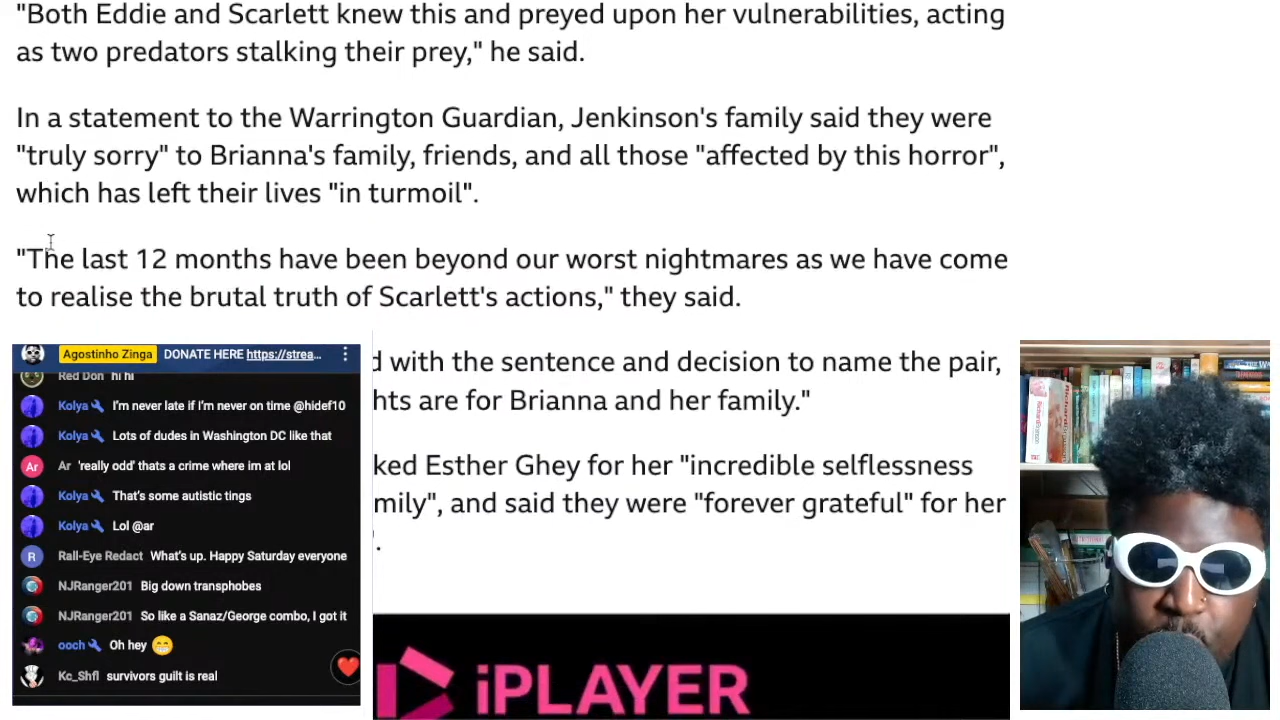 "Both Eddie and Scarlett knew this and preyed upon her vulnerabilities, acting
as two predators stalking their prey," he said.
In a statement to the Warrington Guardian, Jenkinson's family said they were
"truly sorry" to Brianna's family, friends, and all those "affected by this horror",
which has left their lives "in turmoil".
"The last 12 months have been beyond our worst nightmares as we have come
to realise the brutal truth of Scarlett's actions," they said.
d with the sentence and decision to name the pair,
hts are for Brianna and her family."
ked Esther Ghey for her "incredible selflessness
mily", and said they were "forever grateful" for her
".
iPLAYER
Agostinho Zinga DONATE HERE https://strea...
Red Don hi hi
Kolya I'm never late if I'm never on time @hidef10
Kolya Lots of dudes in Washington DC like that
Ar Ar 'really odd' thats a crime where im at lol
Kolya That's some autistic tings
Kolya Lol @ar
R Rall-Eye Redact What's up. Happy Saturday everyone
NJRanger201 Big down transphobes
NJRanger201 So like a Sanaz/George combo, I got it
ooch Oh hey 😁
Kc_Shfl survivors guilt is real